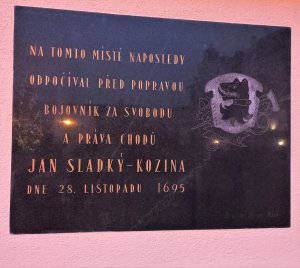 NA TOMTO MÍSTĚ NAPOSLEDY
ODPOČÍVAL PŘED POPRAVOU
BOJOVNÍK ZA SVOBODU
A PRÁVA CHODŮ
JAN SLADKÝ-KOZINA
DNE 28. LISTOPADU 1695